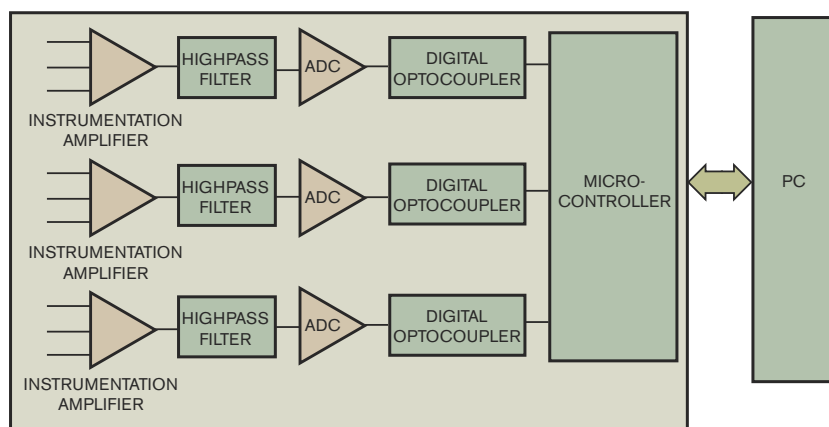 HIGHPASS
FILTER
ADC
DIGITAL
OPTOCOUPLER
INSTRUMENTATION
AMPLIFIER
HIGHPASS
FILTER
ADC
DIGITAL
OPTOCOUPLER
INSTRUMENTATION
AMPLIFIER
HIGHPASS
FILTER
ADC
DIGITAL
OPTOCOUPLER
INSTRUMENTATION
AMPLIFIER
MICRO-
CONTROLLER
PC